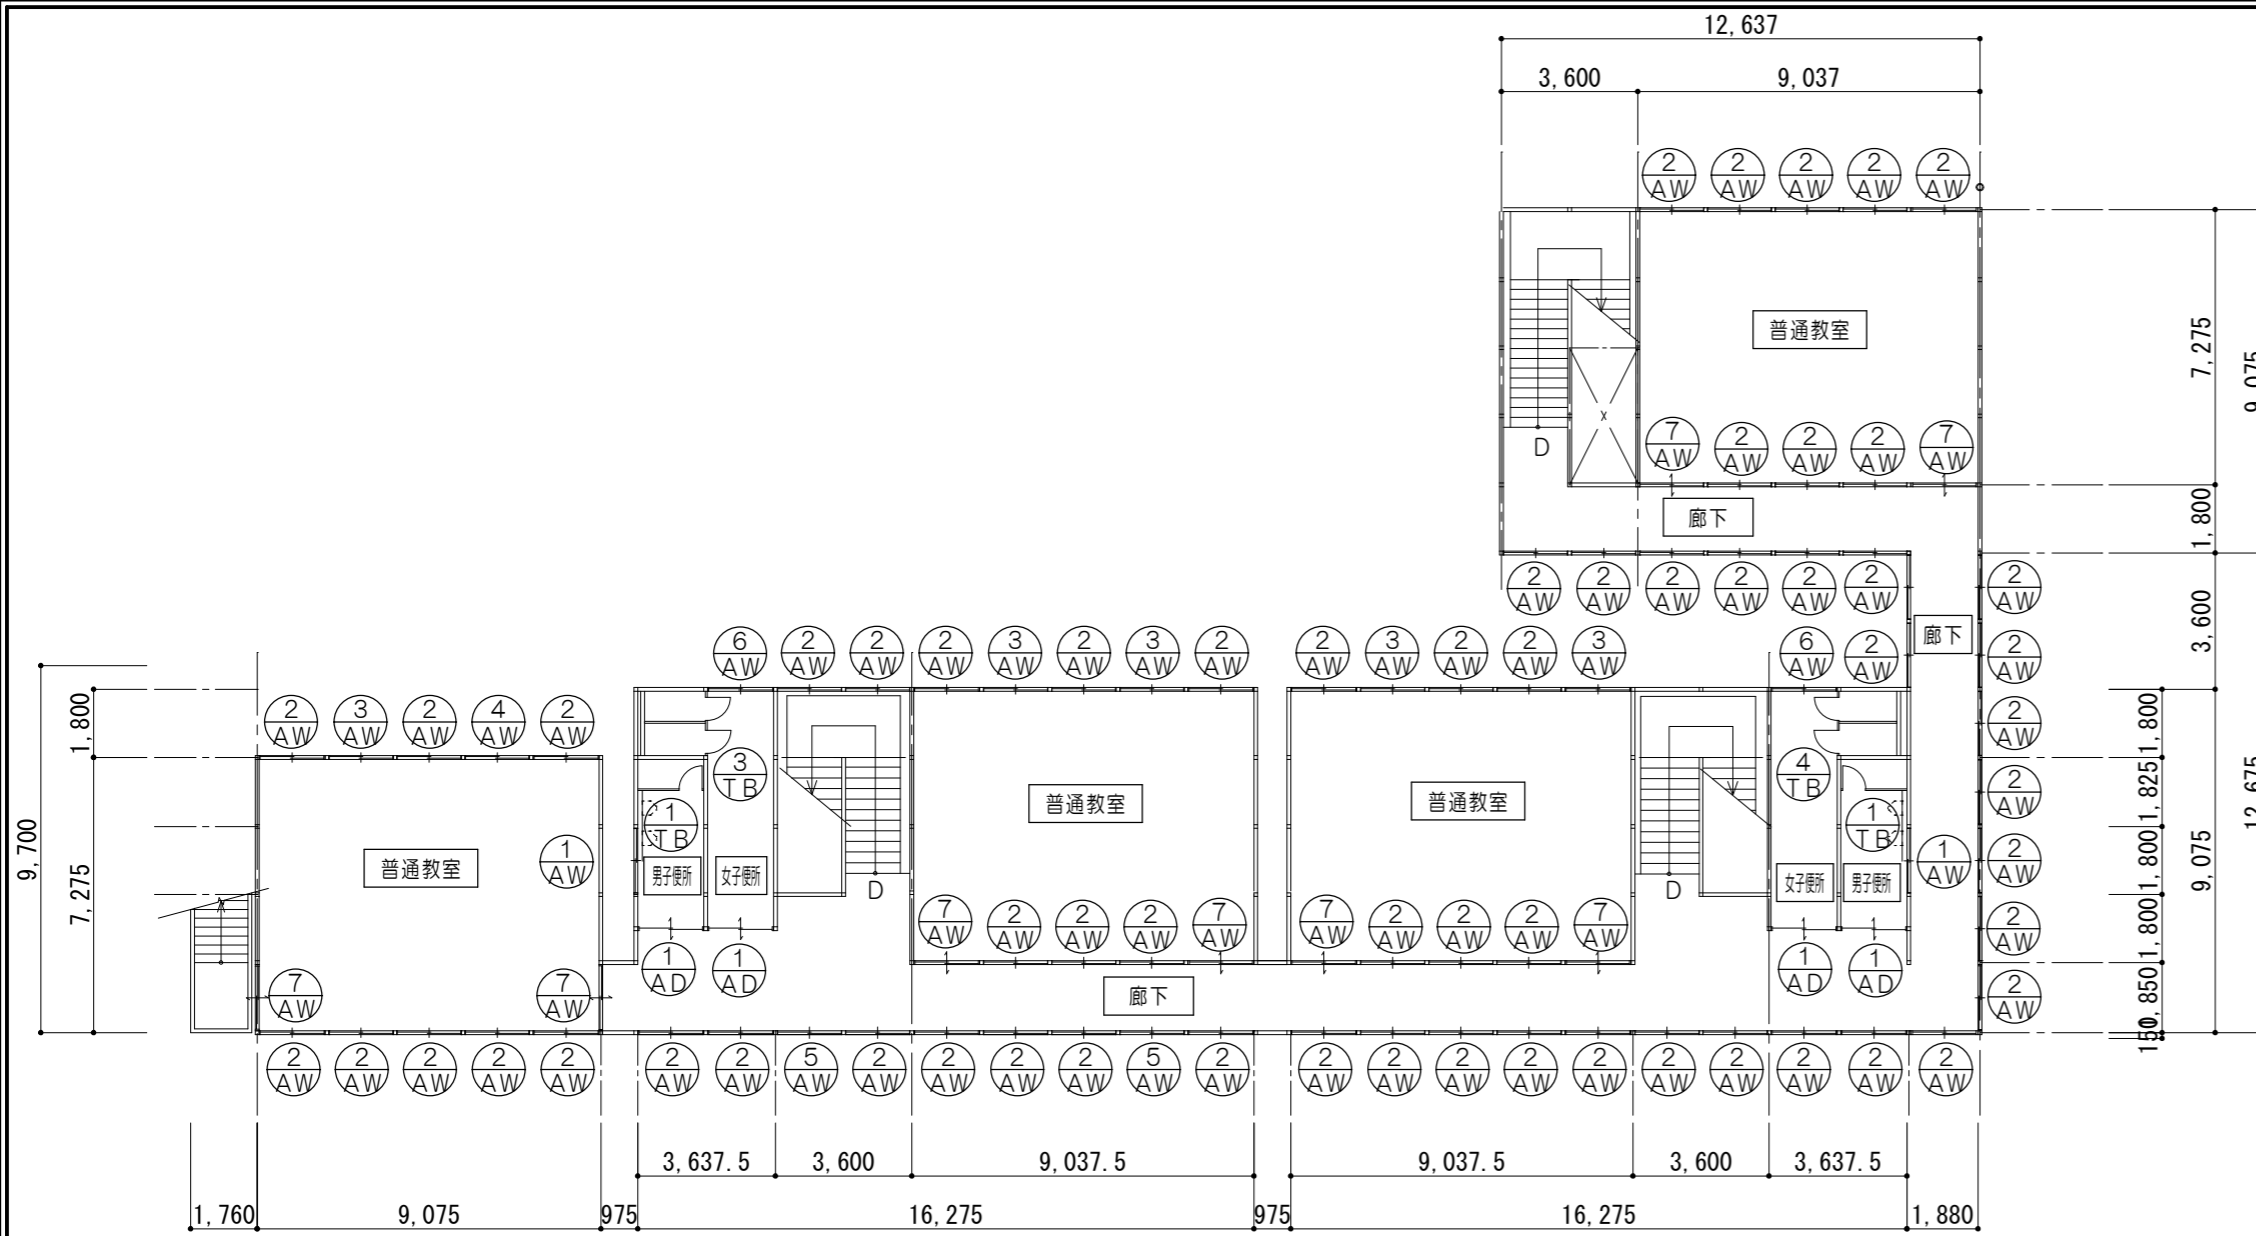 12,637
3,600 9,037
2 2 2 2 2
AW AW AW AW AW
普通教室
7,275
9,075
7 2 2 2 7
AW AW AW AW AW
D
X
廊下
1,800
2 2 2 2 2 2 2
AW AW AW AW AW AW AW
廊下
3,600
6 2 2 2 3 2 3 2 2 3 2 2 3 6 2 2
AW AW AW AW AW AW AW AW AW AW AW AW AW AW AW AW
2 3 2 4 2 2
AW AW AW AW AW AW
1,800
1,800
3 4 2
TB TB AW
1,825
12,675
普通教室
普通教室
1 1
TB TB
9,700
7,275
普通教室
1 1 2
AW AW AW
1,800
9,075
男子便所 女子便所
女子便所 男子便所
D D
7 2 2 2 7 7 2 2 2 7 2
AW AW AW AW AW AW AW AW AW AW AW
1,800
1 1 1 1
AD AD AD AD
7 7 2
AW AW AW
廊下
1,850
150
2 2 2 2 2 2 2 5 2 2 2 2 5 2 2 2 2 2 2 2 2 2 2 2
AW AW AW AW AW AW AW AW AW AW AW AW AW AW AW AW AW AW AW AW AW AW AW AW
3,637.5 3,600 9,037.5 9,037.5 3,600 3,637.5
1,760 9,075 975 16,275 975 16,275 1,880